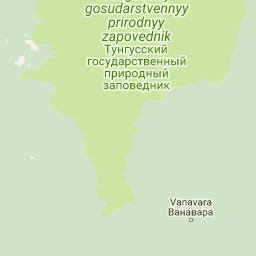 gosudarstvennyy
prirodnyy
zapovednik
Тунгусский
государственный
природный
заповедник
Vanavara
Ванавара